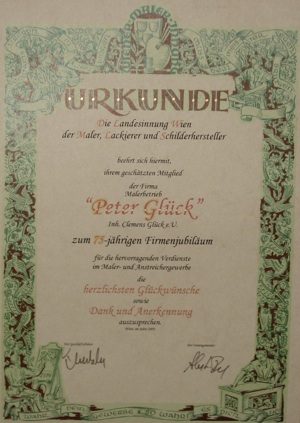 URKUNDE
Die Landesinnung Wien
der Maler, Lackierer und Schilderhersteller
beehrt sich hiermit,
ihrem geschätzten Mitglied
der Firma
Malerbetrieb
"Peter Glück"
Inh. Clemens Glück e.U.
zum 75-jährigen Firmenjubiläum
für die hervorragenden Verdienste
im Maler- und Anstreichergewerbe
die
herzlichsten Glückwünsche
sowie
Dank und Anerkennung
auszusprechen.